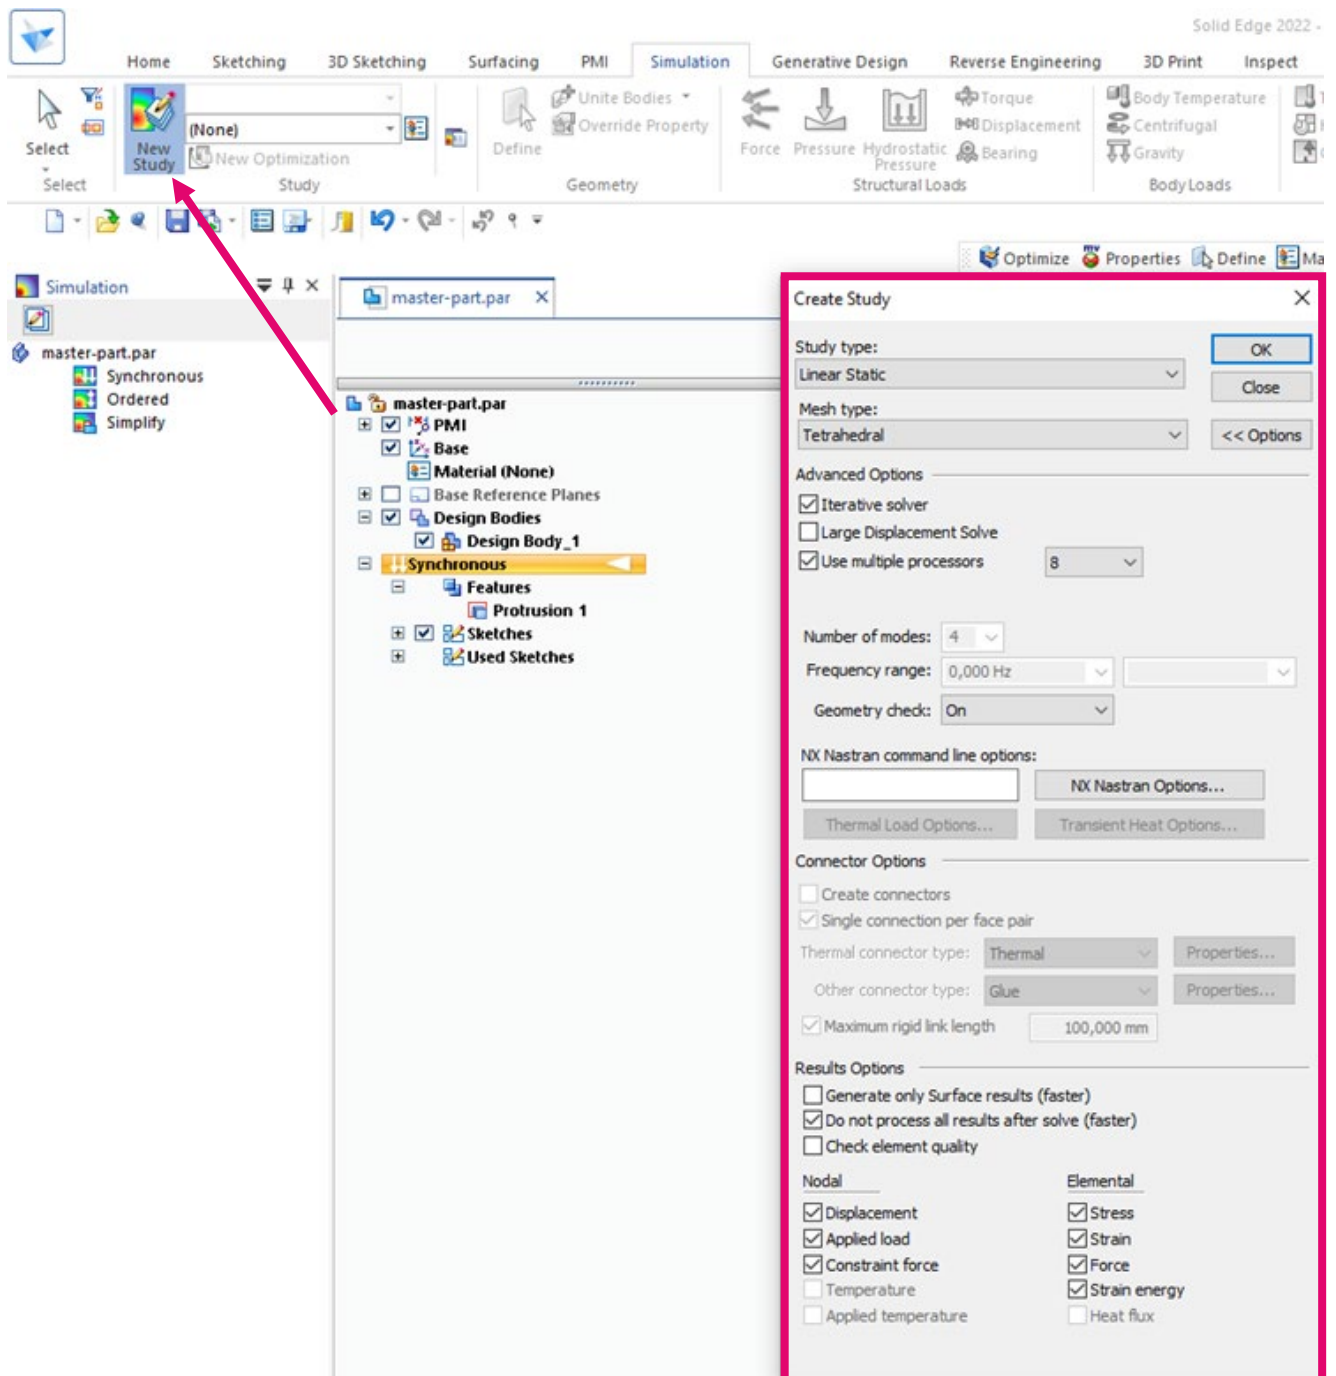 Solid Edge 2022 -
Home Sketching 3D Sketching Surfacing PMI Simulation Generative Design Reverse Engineering 3D Print Inspect
Unite Bodies Torque Body Temperature
(None) Override Property Displacement Centrifugal
Select New Study New Optimization Define Force Pressure Hydrostatic Pressure Bearing Gravity
Select Study Geometry Structural Loads Body Loads
Optimize Properties Define Ma
Simulation
master-part.par
Synchronous
Ordered
Simplify
master-part.par
master-part.par
PMI
Base
Material (None)
Base Reference Planes
Design Bodies
Design Body_1
Synchronous
Features
Protrusion 1
Sketches
Used Sketches
Create Study
Study type:
OK
Linear Static
Close
Mesh type:
Tetrahedral
<< Options
Advanced Options
Iterative solver
Large Displacement Solve
Use multiple processors 8
Number of modes: 4
Frequency range: 0,000 Hz
Geometry check: On
NX Nastran command line options:
NX Nastran Options...
Thermal Load Options... Transient Heat Options...
Connector Options
Create connectors
Single connection per face pair
Thermal connector type: Thermal Properties...
Other connector type: Glue Properties...
Maximum rigid link length 100,000 mm
Results Options
Generate only Surface results (faster)
Do not process all results after solve (faster)
Check element quality
Nodal Elemental
Displacement Stress
Applied load Strain
Constraint force Force
Temperature Strain energy
Applied temperature Heat flux